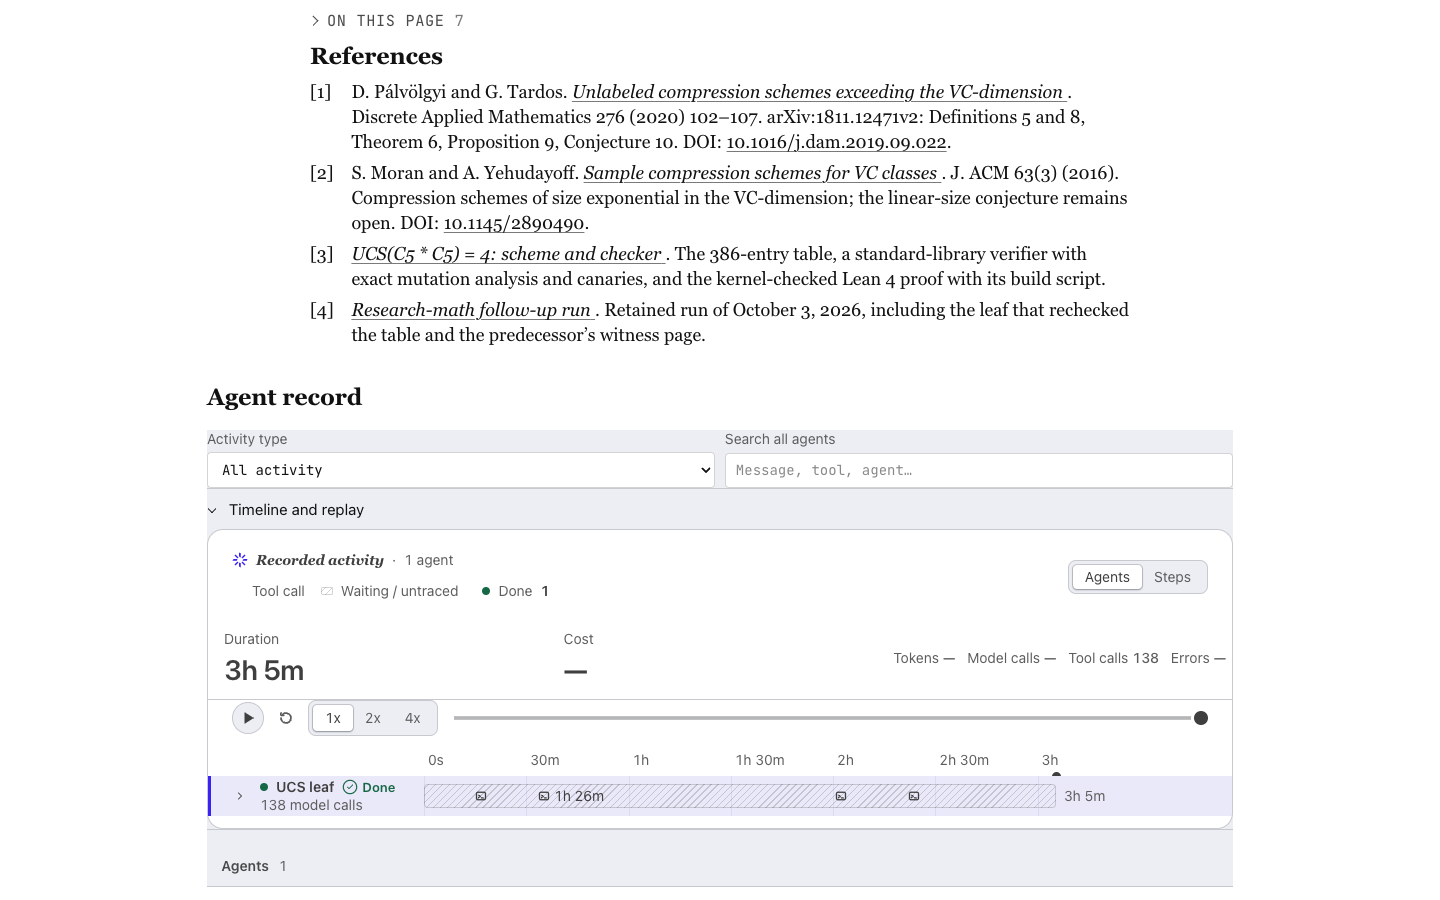 ON THIS PAGE 7
References
[1] D. Pálvölgyi and G. Tardos. Unlabeled compression schemes exceeding the VC-dimension .
Discrete Applied Mathematics 276 (2020) 102–107. arXiv:1811.12471v2: Definitions 5 and 8,
Theorem 6, Proposition 9, Conjecture 10. DOI: 10.1016/j.dam.2019.09.022.
[2] S. Moran and A. Yehudayoff. Sample compression schemes for VC classes . J. ACM 63(3) (2016).
Compression schemes of size exponential in the VC-dimension; the linear-size conjecture remains
open. DOI: 10.1145/2890490.
[3] UCS(C5 * C5) = 4: scheme and checker . The 386-entry table, a standard-library verifier with
exact mutation analysis and canaries, and the kernel-checked Lean 4 proof with its build script.
[4] Research-math follow-up run . Retained run of October 3, 2026, including the leaf that rechecked
the table and the predecessor’s witness page.
Agent record
Activity type
Search all agents
All activity
Message, tool, agent…
Timeline and replay
Recorded activity · 1 agent
Agents Steps
Tool call Waiting / untraced Done 1
Duration
3h 5m
Cost
—
Tokens — Model calls — Tool calls 138 Errors —
1x 2x 4x
0s 30m 1h 1h 30m 2h 2h 30m 3h
UCS leaf Done
138 model calls
1h 26m
3h 5m
Agents 1